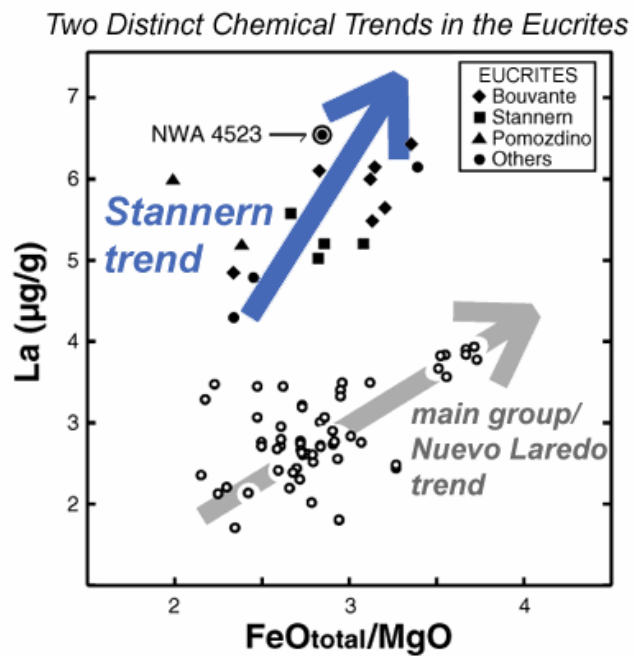 Two Distinct Chemical Trends in the Eucrites
EUCRITES
Bouvante
Stannern
Pomozdino
Others
NWA 4523
Stannern
trend
main group/
Nuevo Laredo
trend
La (µg/g)
7
6
5
4
3
2
2
3
4
FeOtotal/MgO